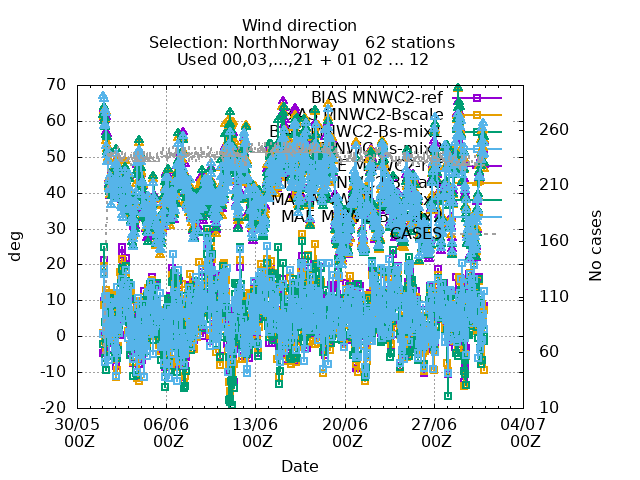 Wind direction
Selection: NorthNorway 62 stations
Used 00,03,...,21 + 01 02 ... 12
70
60
50
40
30
20
10
0
-10
-20
deg
260
210
160
110
60
10
No cases
BIAS MNWC2-ref
MNWC2-Bscale
CASES
30/05 06/06 13/06 20/06 27/06 04/07
00Z 00Z 00Z 00Z 00Z 00Z
Date